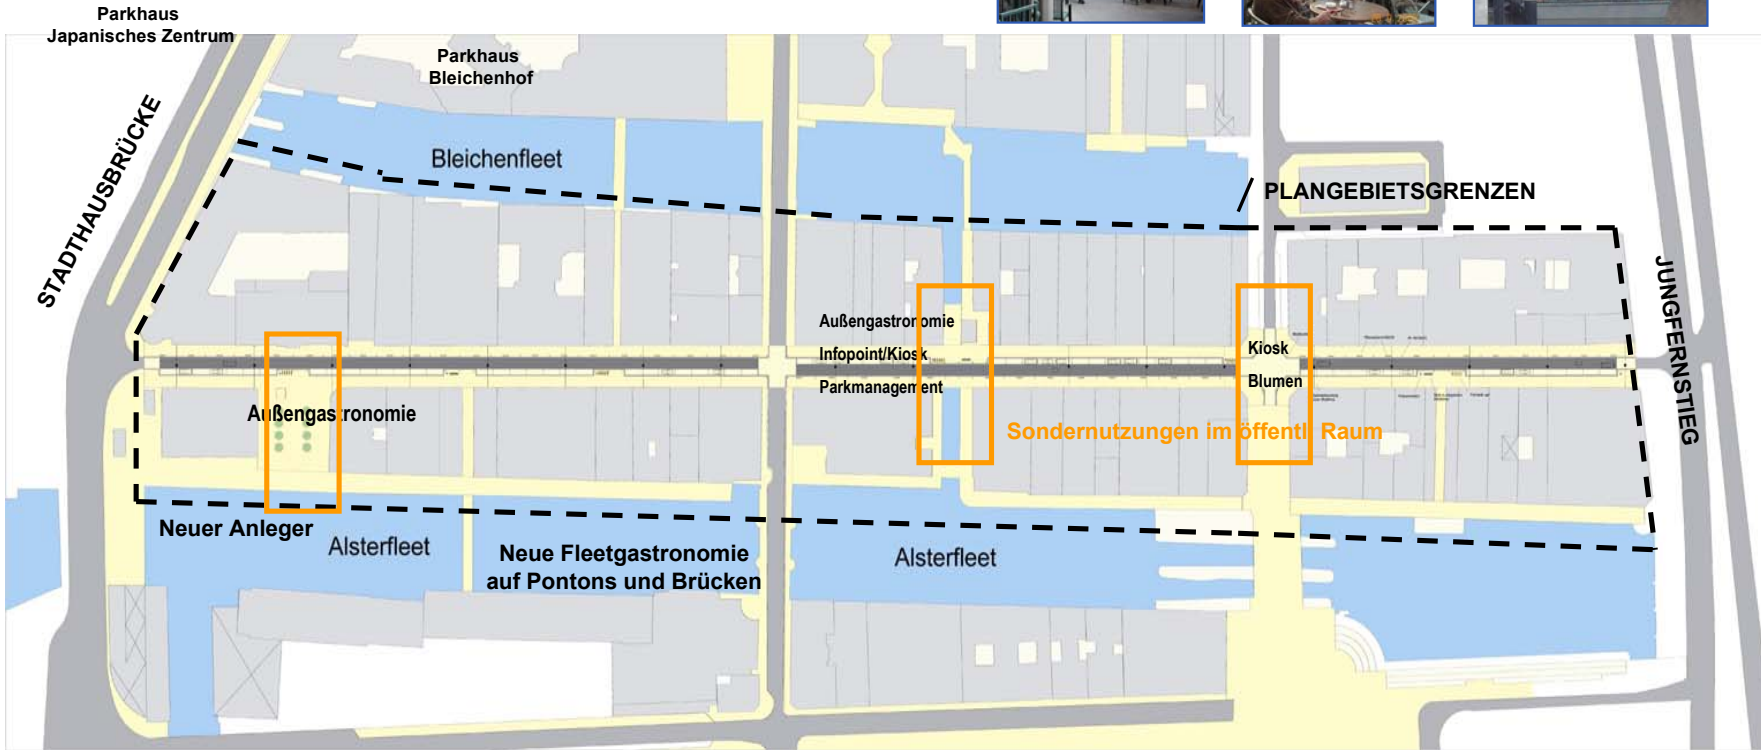 Parkhaus
Japanisches Zentrum
Parkhaus
Bleichenhof
STADTHAUSBRÜCKE
Bleichenfleet
PLANGEBIETSGRENZEN
JUNGFERNSTIEG
Außengastronomie
Infopoint/Kiosk
Parkmanagement
Kiosk
Blumen
Außengastronomie
Sondernutzungen im öffentl. Raum
Neuer Anleger
Alsterfleet
Neue Fleetgastronomie
auf Pontons und Brücken
Alsterfleet